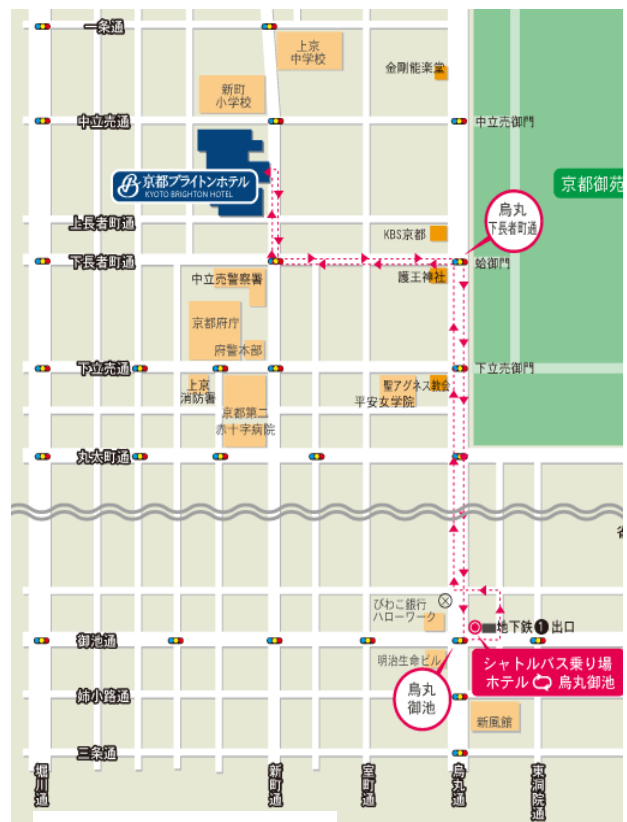 一条通
上京
中学校
金剛能楽堂
新町
小学校
中立売通
中立売御門
京都ブライトンホテル
KYOTO BRIGHTON HOTEL
京都御苑
烏丸
下長者町通
上長者町通
KBS京都
下長者町通
蛤御門
中立売警察署
護王神社
京都府庁
府警本部
下立売通
下立売御門
上京
消防署
聖アグネス教会
平安女学院
京都第二
赤十字病院
丸太町通
びわこ銀行
ハローワーク
地下鉄❶出口
御池通
明治生命ビル
シャトルバス乗り場
ホテル 烏丸御池
烏丸
御池
姉小路通
新風館
三条通
堀川通
新町通
室町通
烏丸通
東洞院通